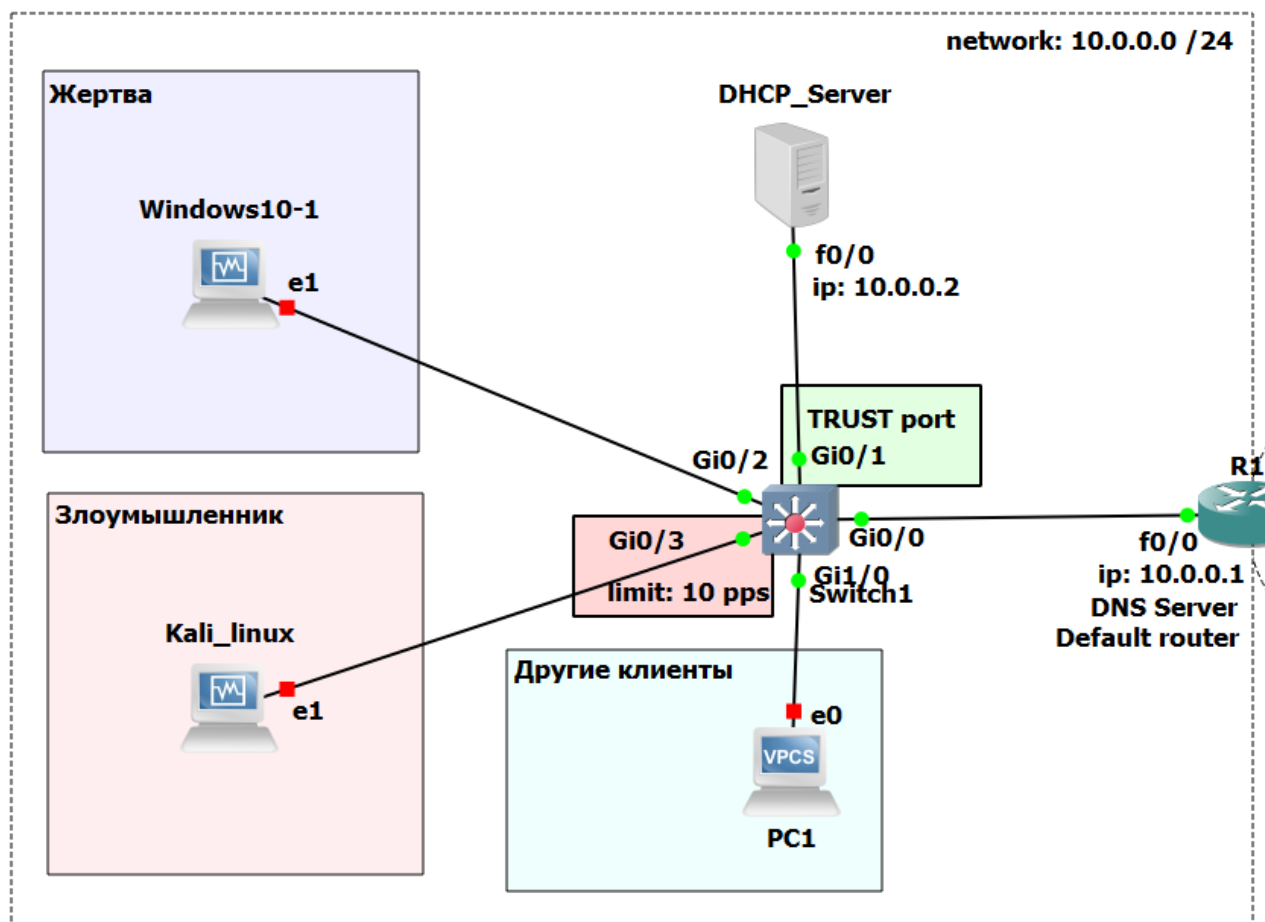 network: 10.0.0.0 /24
Жертва
DHCP_Server
Windows10-1
e1
f0/0
ip: 10.0.0.2
TRUST port
Gi0/2
Gi0/1
R1
Злоумышленник
Gi0/3
Gi0/0
f0/0
limit: 10 pps
Gi1/0
Switch1
ip: 10.0.0.1
DNS Server
Default router
Kali_linux
e1
Другие клиенты
e0
VPCS
PC1